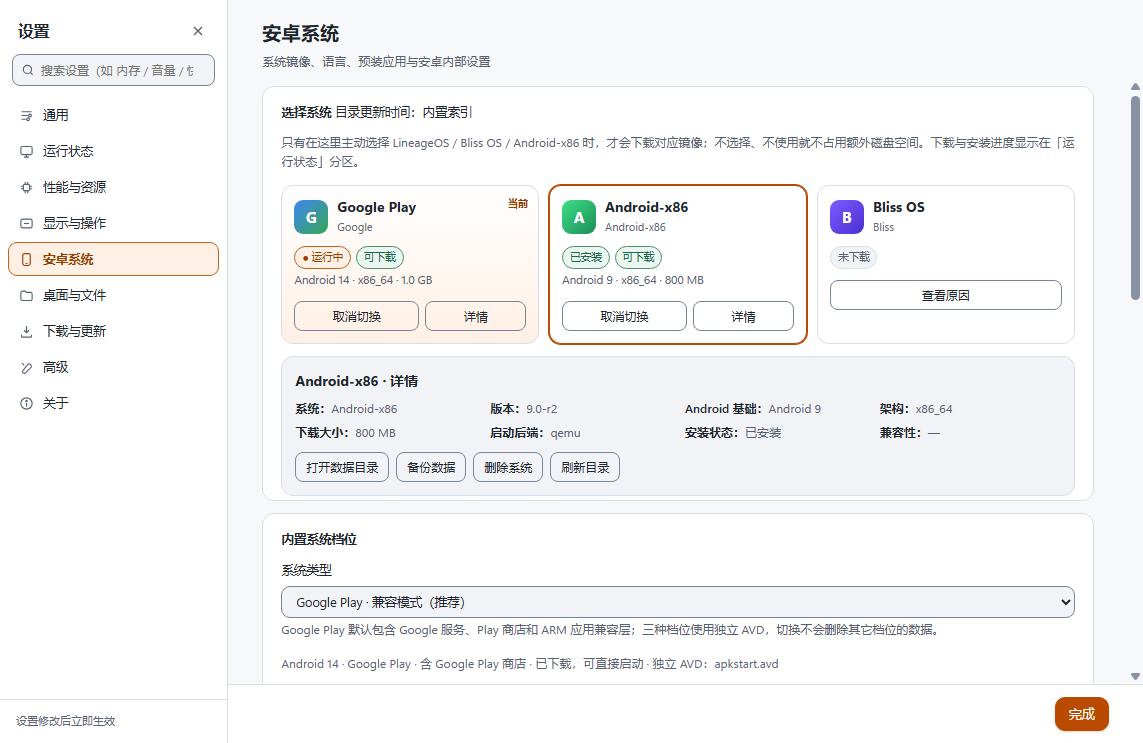 设置
搜索设置（如 内存 / 音量 /
通用
运行状态
性能与资源
显示与操作
安卓系统
桌面与文件
下载与更新
高级
关于
设置修改后立即生效
安卓系统
系统镜像、语言、预装应用与安卓内部设置
选择系统 目录更新时间：内置索引
只有在这里主动选择 LineageOS / Bliss OS / Android-x86 时，才会下载对应镜像；不选择、不使用就不占用额外磁盘空间。下载与安装进度显示在「运
行状态」分区。
G Google Play 当前
Google
运行中 可下载
Android 14 · x86_64 · 1.0 GB
取消切换 详情
A Android-x86
Android-x86
已安装 可下载
Android 9 · x86_64 · 800 MB
取消切换 详情
B Bliss OS
Bliss
未下载
查看原因
Android-x86 · 详情
系统：Android-x86 版本：9.0-r2 Android 基础：Android 9 架构：x86_64
下载大小：800 MB 启动后端：qemu 安装状态：已安装 兼容性：—
打开数据目录 备份数据 删除系统 刷新目录
内置系统档位
系统类型
Google Play · 兼容模式（推荐）
Google Play 默认包含 Google 服务、Play 商店和 ARM 应用兼容层；三种档位使用独立 AVD，切换不会删除其它档位的数据。
Android 14 · Google Play · 含 Google Play 商店 · 已下载，可直接启动 · 独立 AVD：apkstart.avd
完成